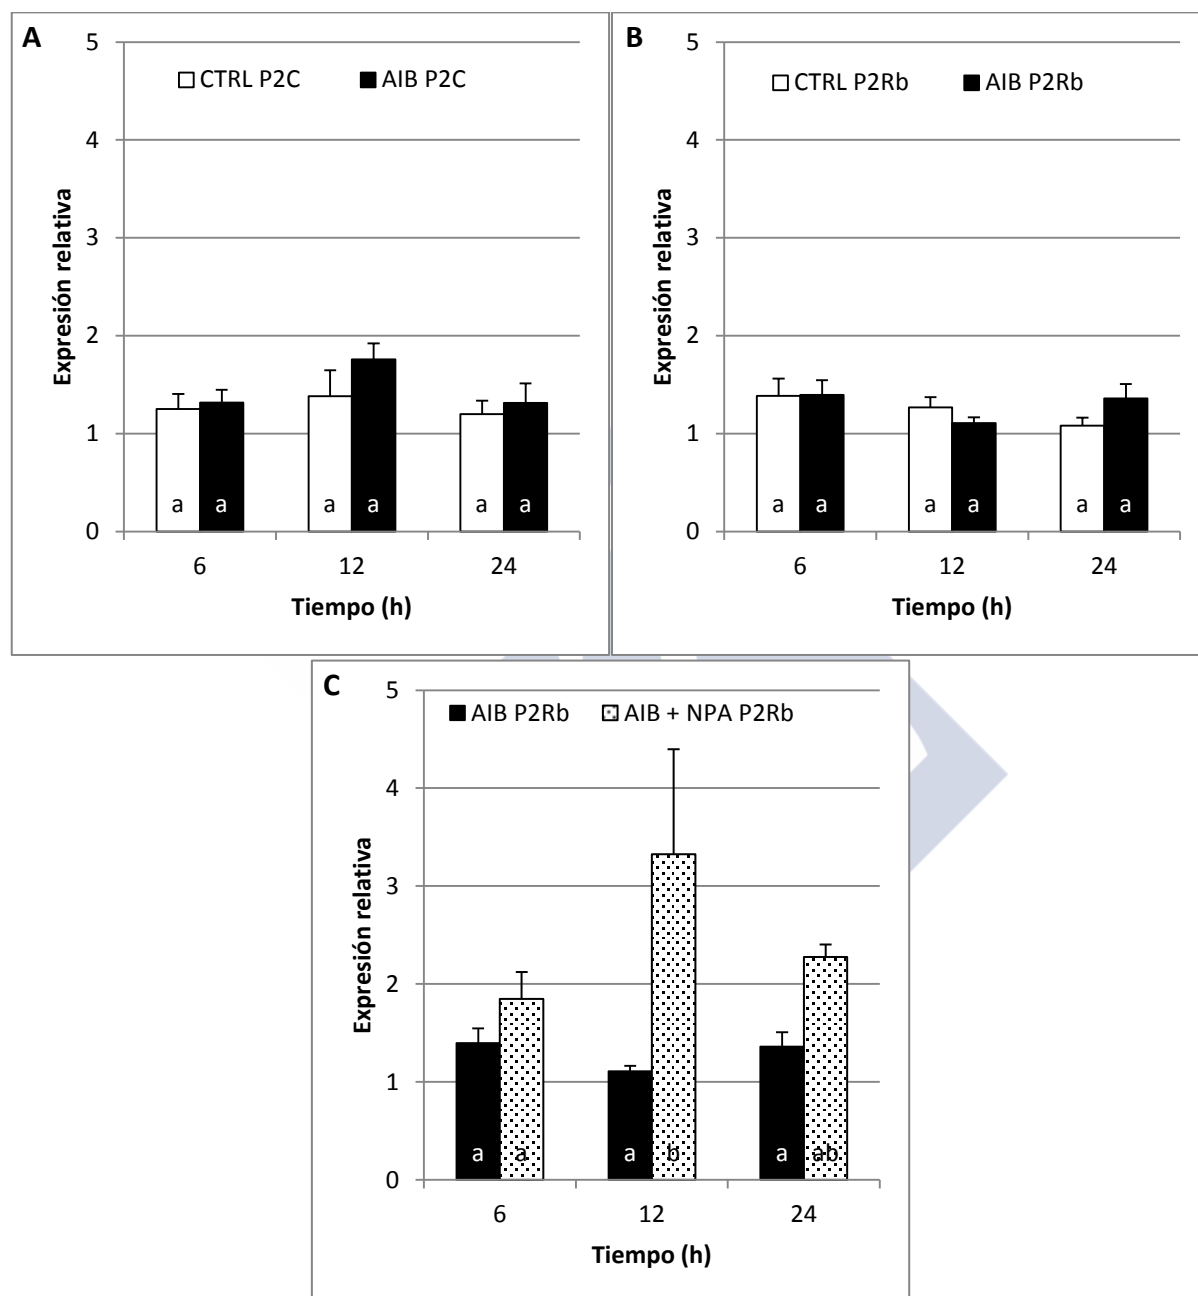 A
5
4
3
2
1
0
CTRL P2C AIB P2C
Expresión relativa
a a a a a a
6 12 24
Tiempo (h)
B
5
4
3
2
1
0
CTRL P2Rb AIB P2Rb
Expresión relativa
a a a a a a
6 12 24
Tiempo (h)
C
5
4
3
2
1
0
AIB P2Rb AIB + NPA P2Rb
Expresión relativa
a a a b a ab
6 12 24
Tiempo (h)